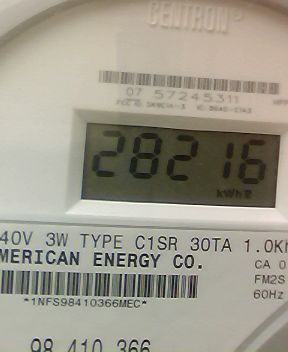 CENTRON®
07 57245311
28216
kWh
40V 3W TYPE C1SR 30TA 1.0Kh
MERICAN ENERGY CO.
CA 0
FM2S
60Hz
*1NFS98410366MEC*
98 410 366